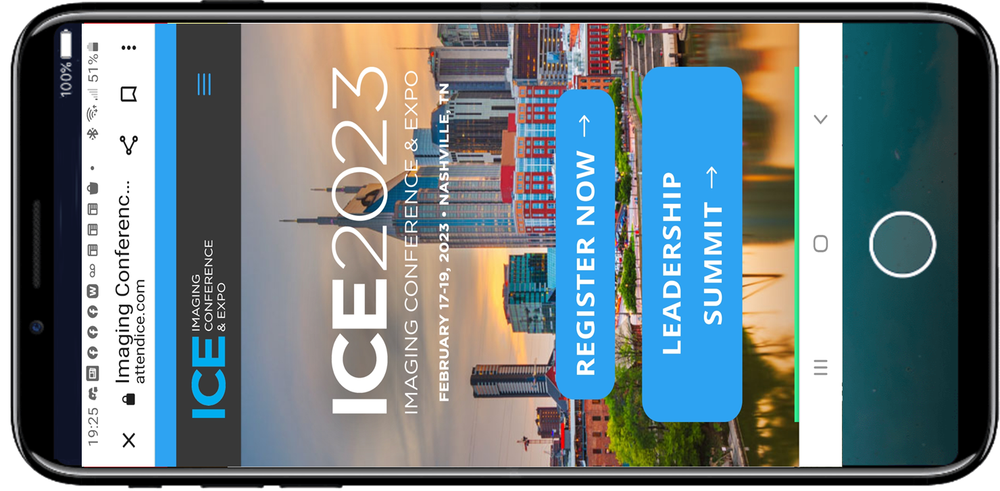 100%
19:25
51%
Imaging Conferenc...
attendice.com
ICE
IMAGING
CONFERENCE
& EXPO
ICE2023
IMAGING CONFERENCE & EXPO
FEBRUARY 17-19, 2023 • NASHVILLE, TN
REGISTER NOW →
LEADERSHIP
SUMMIT →